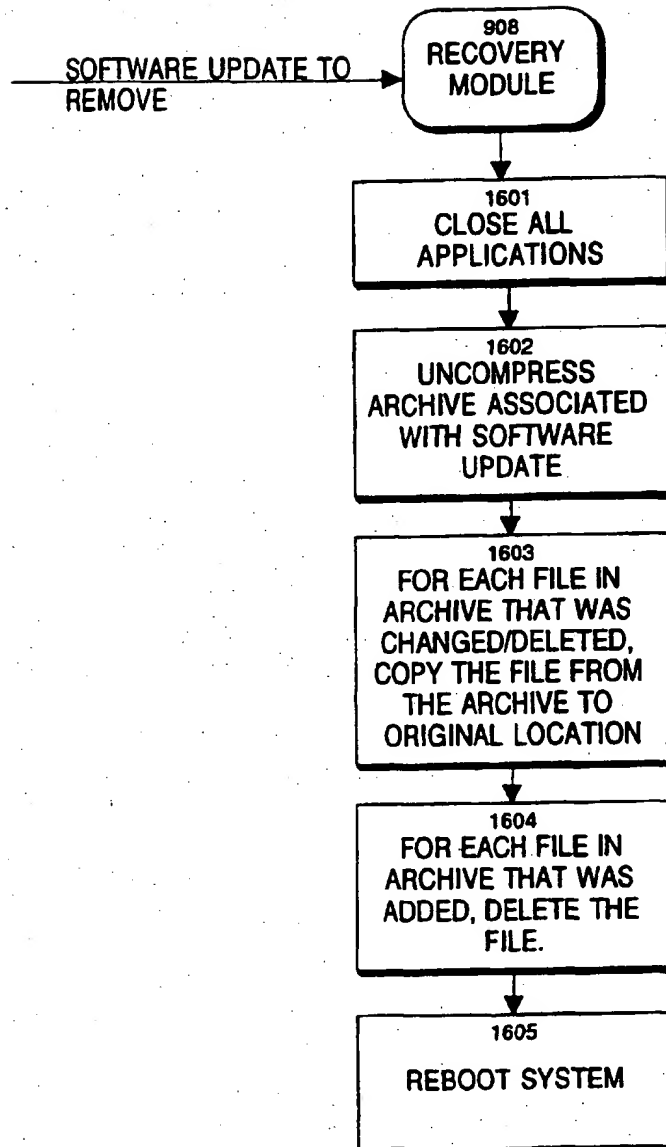 908
RECOVERY
MODULE
SOFTWARE UPDATE TO
REMOVE
1601
CLOSE ALL
APPLICATIONS
1602
UNCOMPRESS
ARCHIVE ASSOCIATED
WITH SOFTWARE
UPDATE
1603
FOR EACH FILE IN
ARCHIVE THAT WAS
CHANGED/DELETED,
COPY THE FILE FROM
THE ARCHIVE TO
ORIGINAL LOCATION
1604
FOR EACH FILE IN
ARCHIVE THAT WAS
ADDED, DELETE THE
FILE.
1605
REBOOT SYSTEM